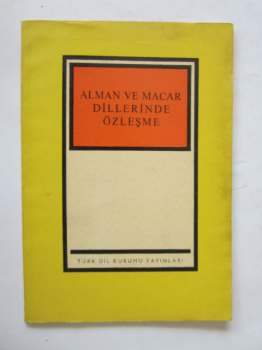 ALMAN VE MACAR
DİLLERİNDE
ÖZLEŞME
TÜRK DİL KURUMU YAYINLARI